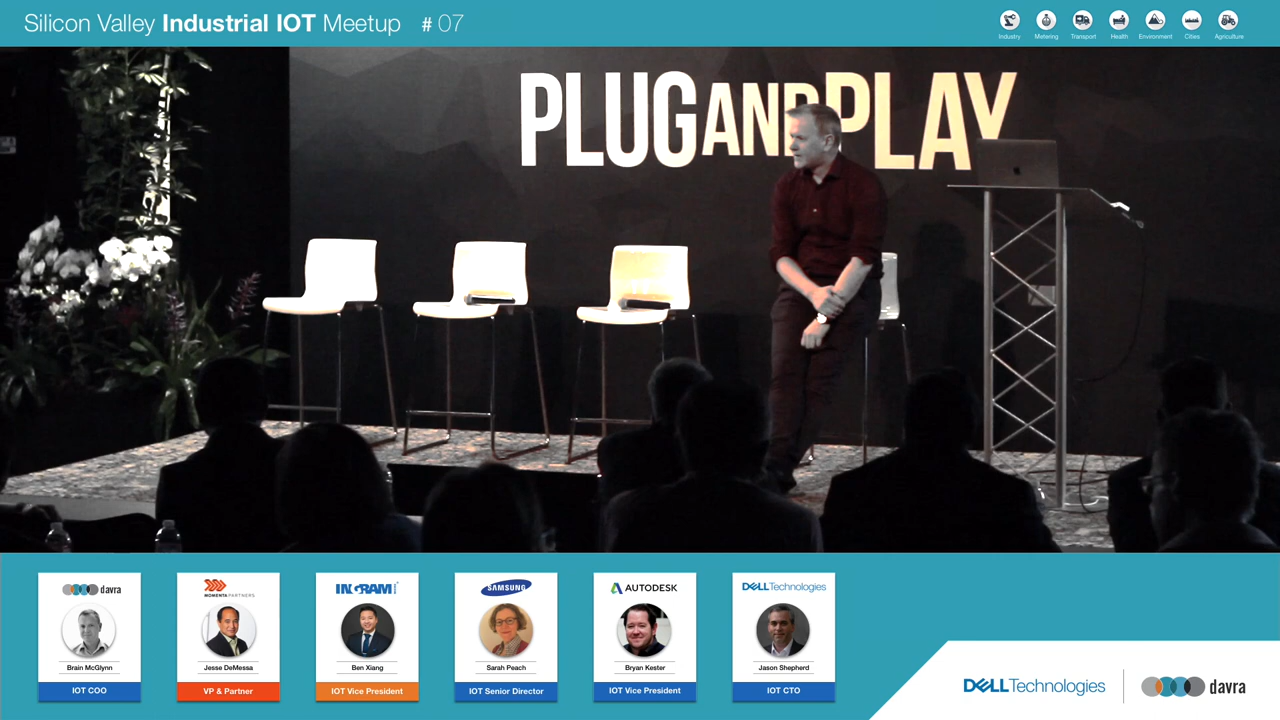 Silicon Valley Industrial IOT Meetup # 07
Industry Metering Transport Health Environment Cities Agriculture
PLUG AND PLAY
davra
Brain McGlynn
IOT COO
MOMENTA PARTNERS
Jesse DeMessa
VP & Partner
INGRAM
Ben Xiang
IOT Vice President
SAMSUNG
Sarah Peach
IOT Senior Director
AUTODESK
Bryan Kester
IOT Vice President
DELL Technologies
Jason Shepherd
IOT CTO
DELL Technologies
davra